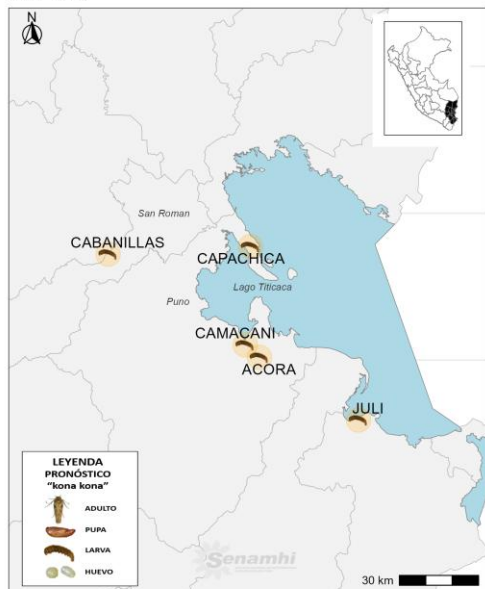 N
San Roman
CABANILLAS
CAPACHICA
Lago Titicaca
Puno
CAMACANI
ACORA
JULI
LEYENDA
PRONÓSTICO
"kona kona"
ADULTO
PUPA
LARVA
HUEVO
Senamhi
30 km